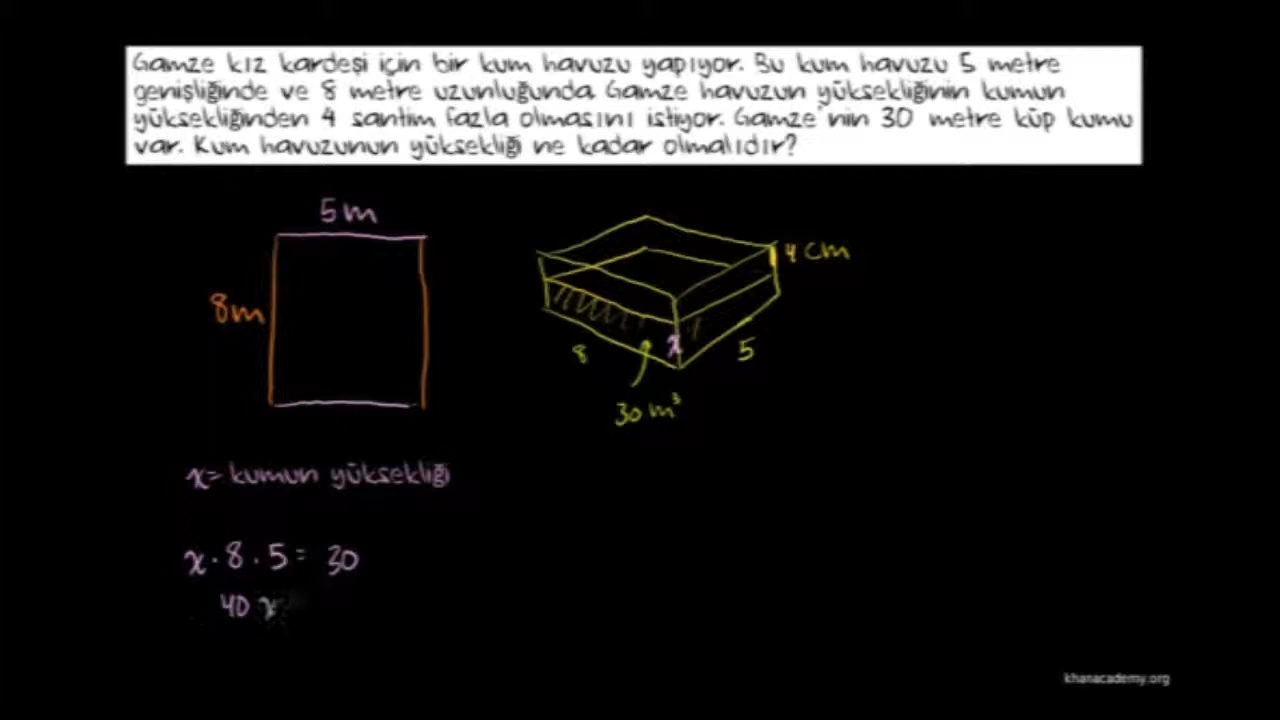 Gamze kız kardeşi için bir kum havuzu yapıyor. Bu kum havuzu 5 metre
genişliğinde ve 8 metre uzunluğunda. Gamze havuzun yüksekliğinin kumun
yüksekliğinden 4 santim fazla olmasını istiyor. Gamze'nin 30 metre küp kumu
var. Kum havuzunun yüksekliği ne kadar olmalıdır?
5m
8m
4 cm
x
8
5
30 m³
x= kumun yüksekliği
x · 8 · 5 = 30
40 x
khanacademy.org